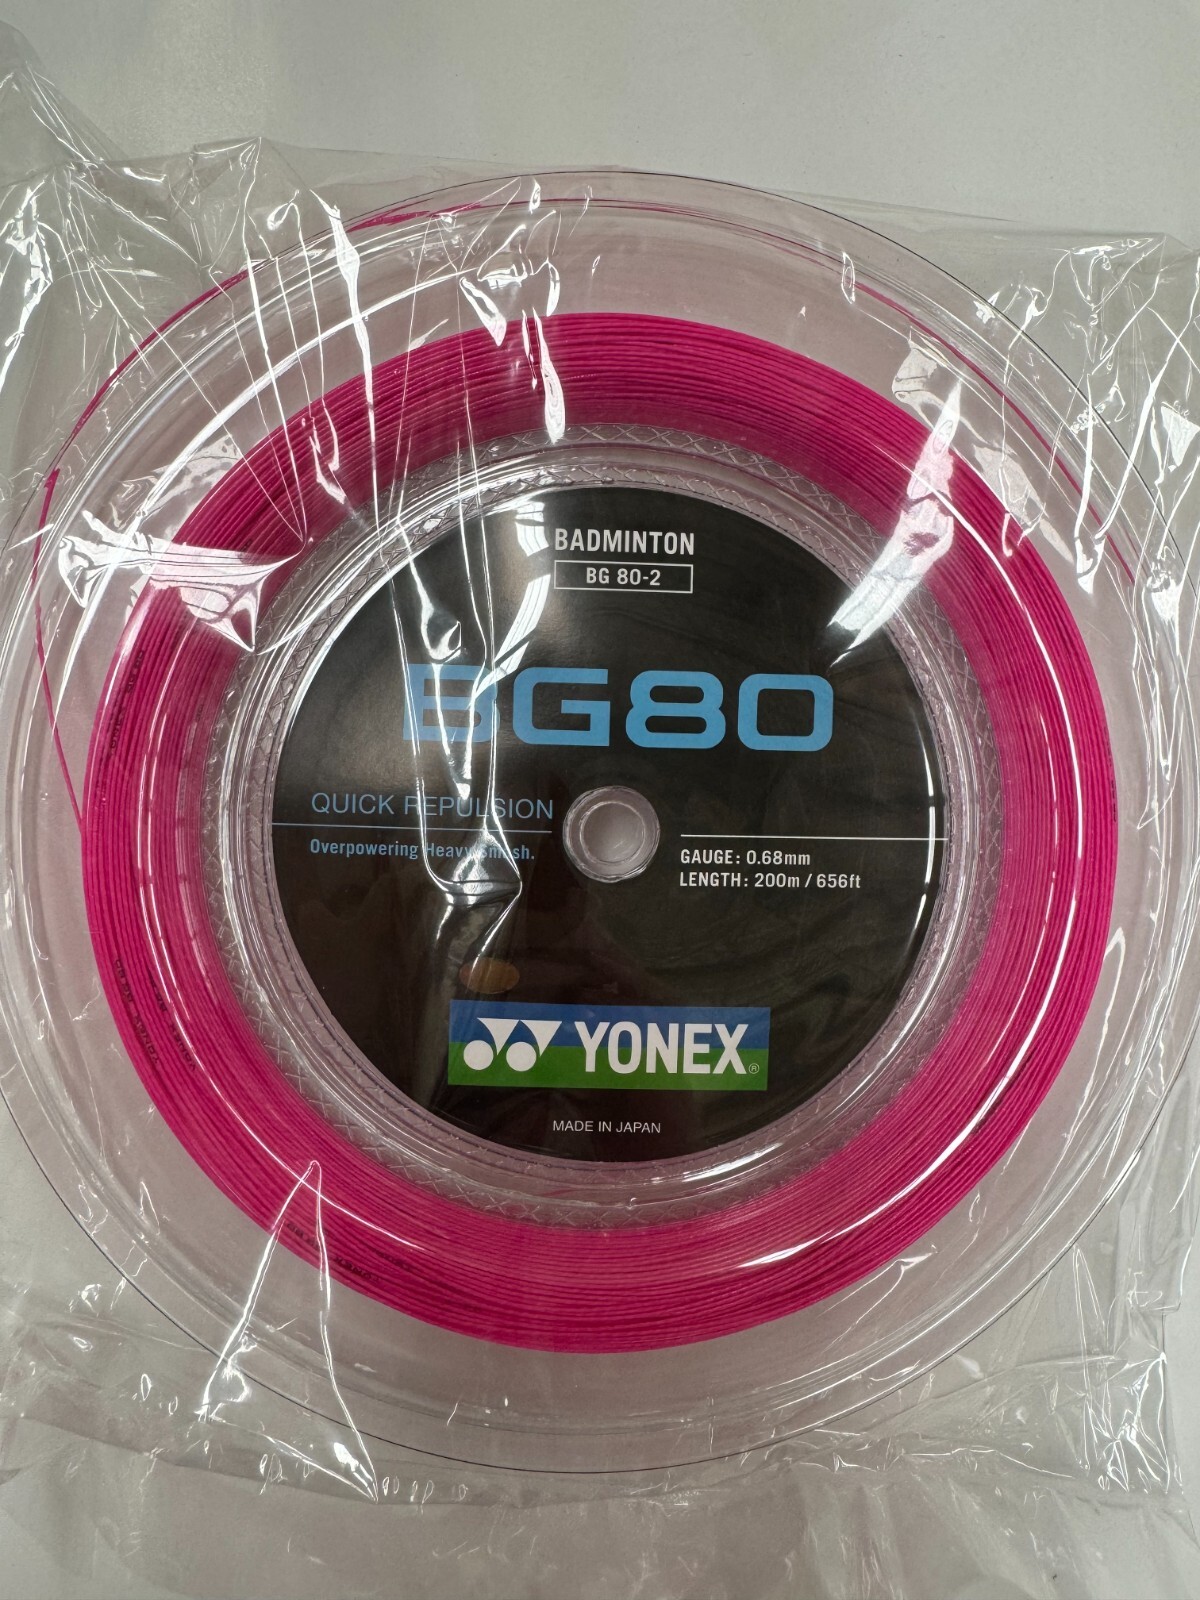 BADMINTON
BG 80-2
BG80
QUICK REPULSION
Overpowering Heavy Smash.
GAUGE: 0.68mm
LENGTH: 200m / 656ft
YONEX®
MADE IN JAPAN